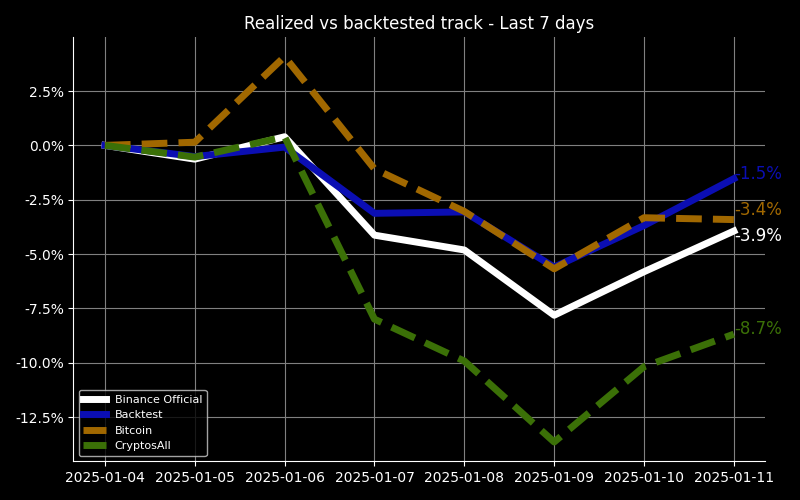 Realized vs backtested track - Last 7 days
2.5%
0.0%
-2.5%
-5.0%
-7.5%
-10.0%
-12.5%
-1.5%
-3.4%
-3.9%
-8.7%
Binance Official
Backtest
Bitcoin
CryptosAll
2025-01-04 2025-01-05 2025-01-06 2025-01-07 2025-01-08 2025-01-09 2025-01-10 2025-01-11